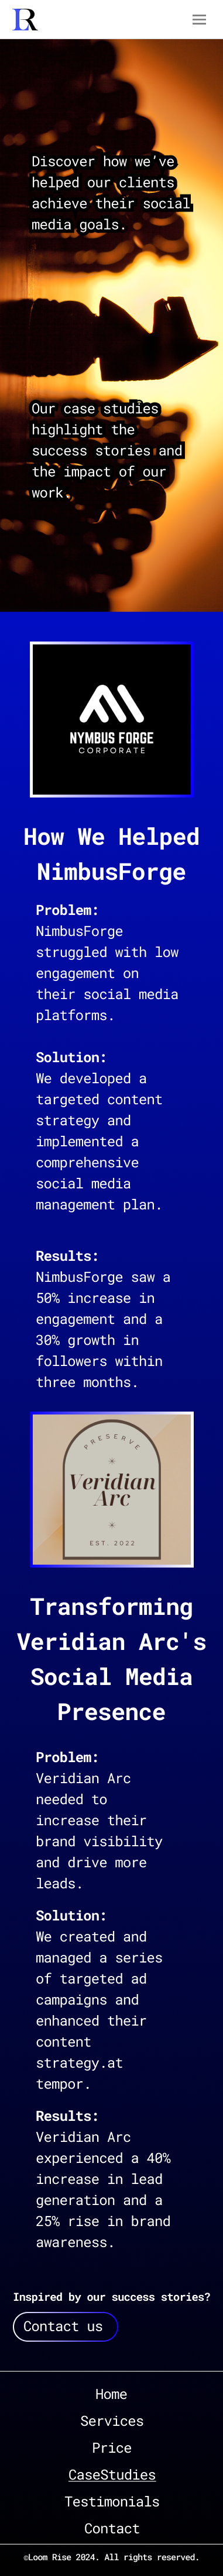 LR
Discover how we've
helped our clients
achieve their social
media goals.
Our case studies
highlight the
success stories and
the impact of our
work.
NYMBUS FORGE
CORPORATE
How We Helped
NimbusForge
Problem:
NimbusForge
struggled with low
engagement on
their social media
platforms.
Solution:
We developed a
targeted content
strategy and
implemented a
comprehensive
social media
management plan.
Results:
NimbusForge saw a
50% increase in
engagement and a
30% growth in
followers within
three months.
PRESERVE
Veridian
Arc
EST. 2022
Transforming
Veridian Arc's
Social Media
Presence
Problem:
Veridian Arc
needed to
increase their
brand visibility
and drive more
leads.
Solution:
We created and
managed a series
of targeted ad
campaigns and
enhanced their
content
strategy.at
tempor.
Results:
Veridian Arc
experienced a 40%
increase in lead
generation and a
25% rise in brand
awareness.
Inspired by our success stories?
Contact us
Home
Services
Price
CaseStudies
Testimonials
Contact
©Loom Rise 2024. All rights reserved.